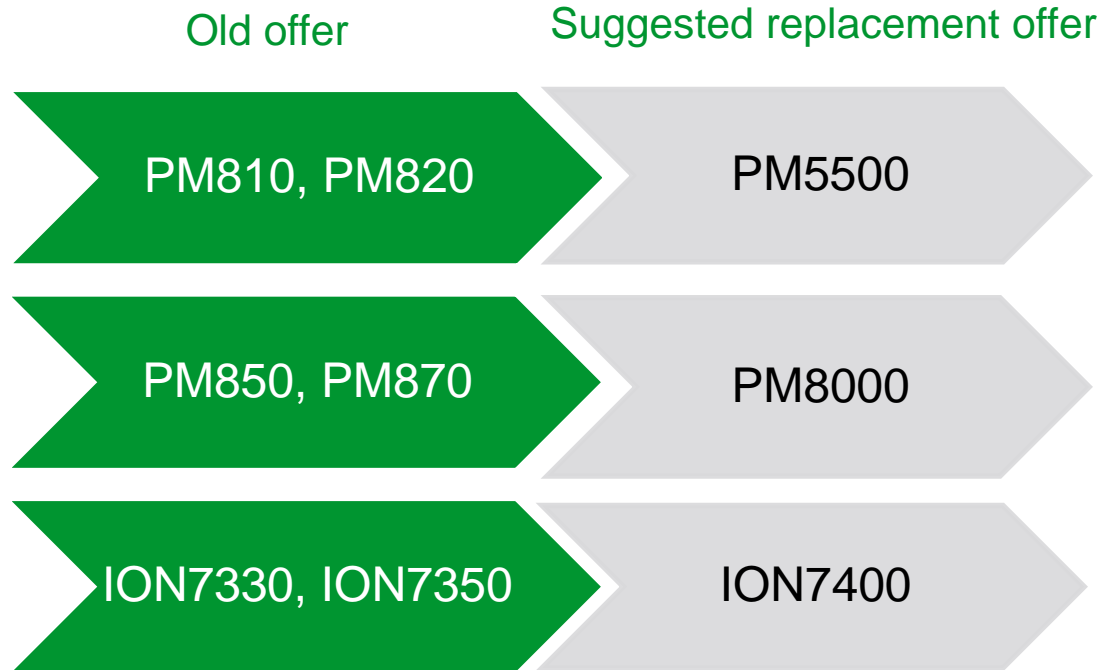 Old offer
Suggested replacement offer
PM810, PM820
PM5500
PM850, PM870
PM8000
ION7330, ION7350
ION7400